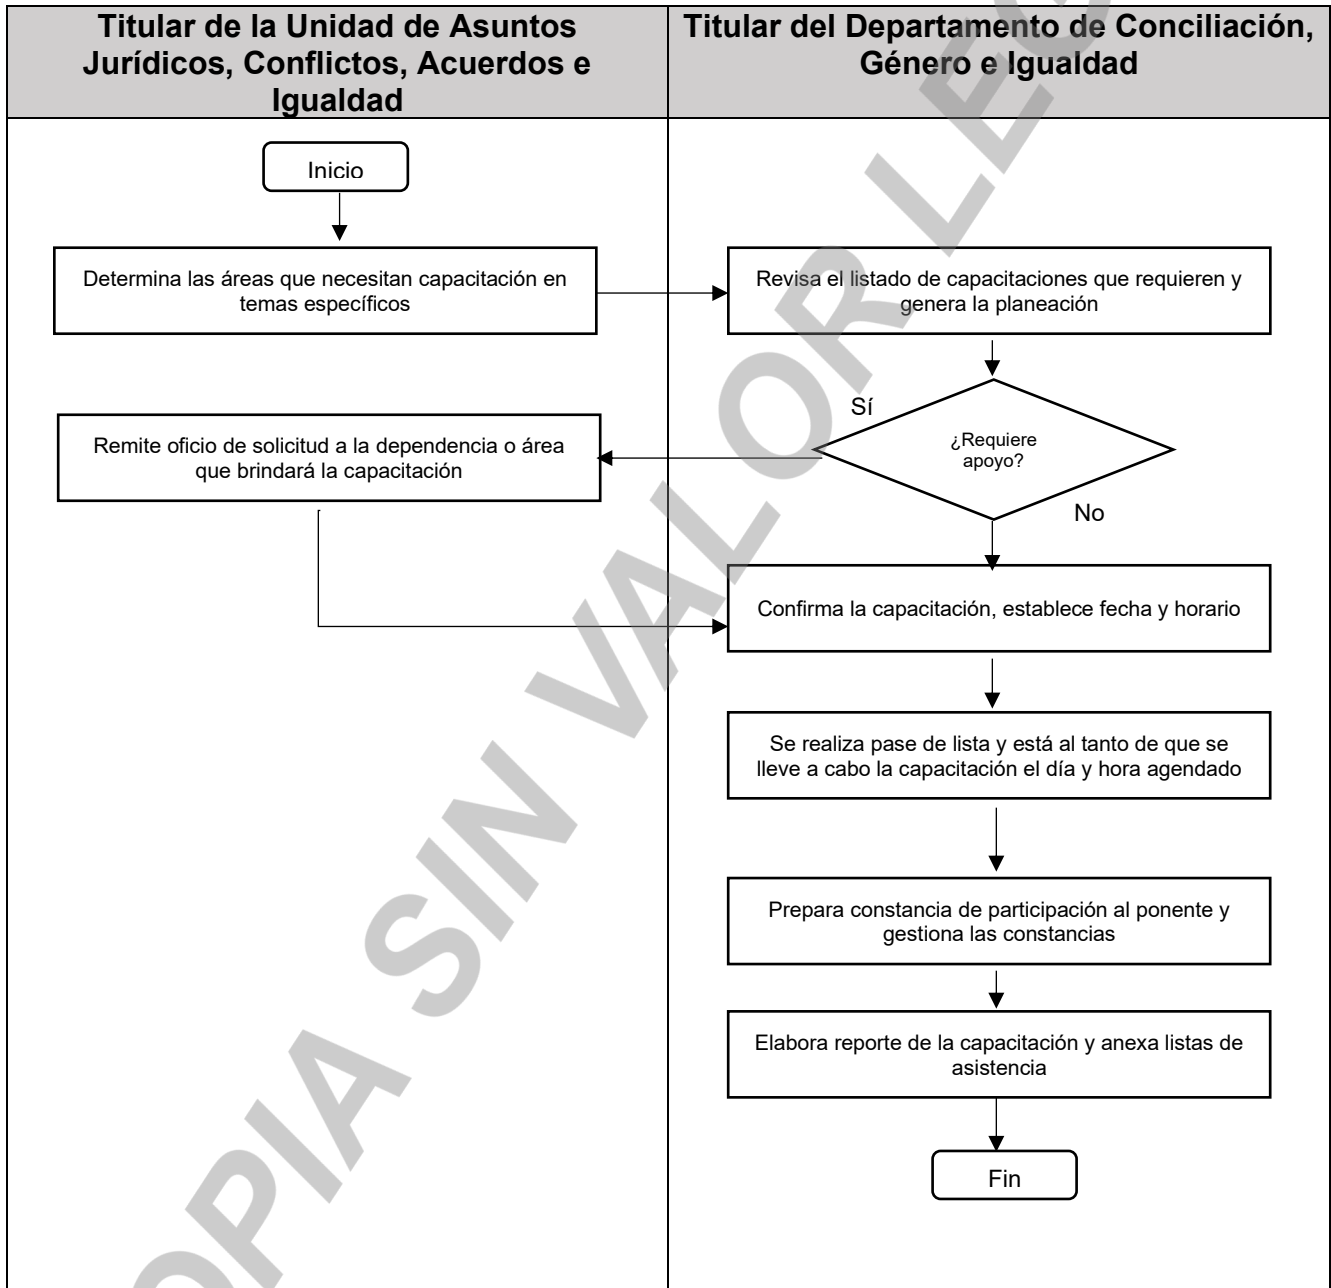 Titular de la Unidad de Asuntos
Jurídicos, Conflictos, Acuerdos e
Igualdad
Titular del Departamento de Conciliación,
Género e Igualdad
Inicio
Determina las áreas que necesitan capacitación en
temas específicos
Revisa el listado de capacitaciones que requieren y
genera la planeación
Sí
¿Requiere
apoyo?
Remite oficio de solicitud a la dependencia o área
que brindará la capacitación
No
Confirma la capacitación, establece fecha y horario
Se realiza pase de lista y está al tanto de que se
lleve a cabo la capacitación el día y hora agendado
Prepara constancia de participación al ponente y
gestiona las constancias
Elabora reporte de la capacitación y anexa listas de
asistencia
Fin
OPIA SIN VALOR LEG